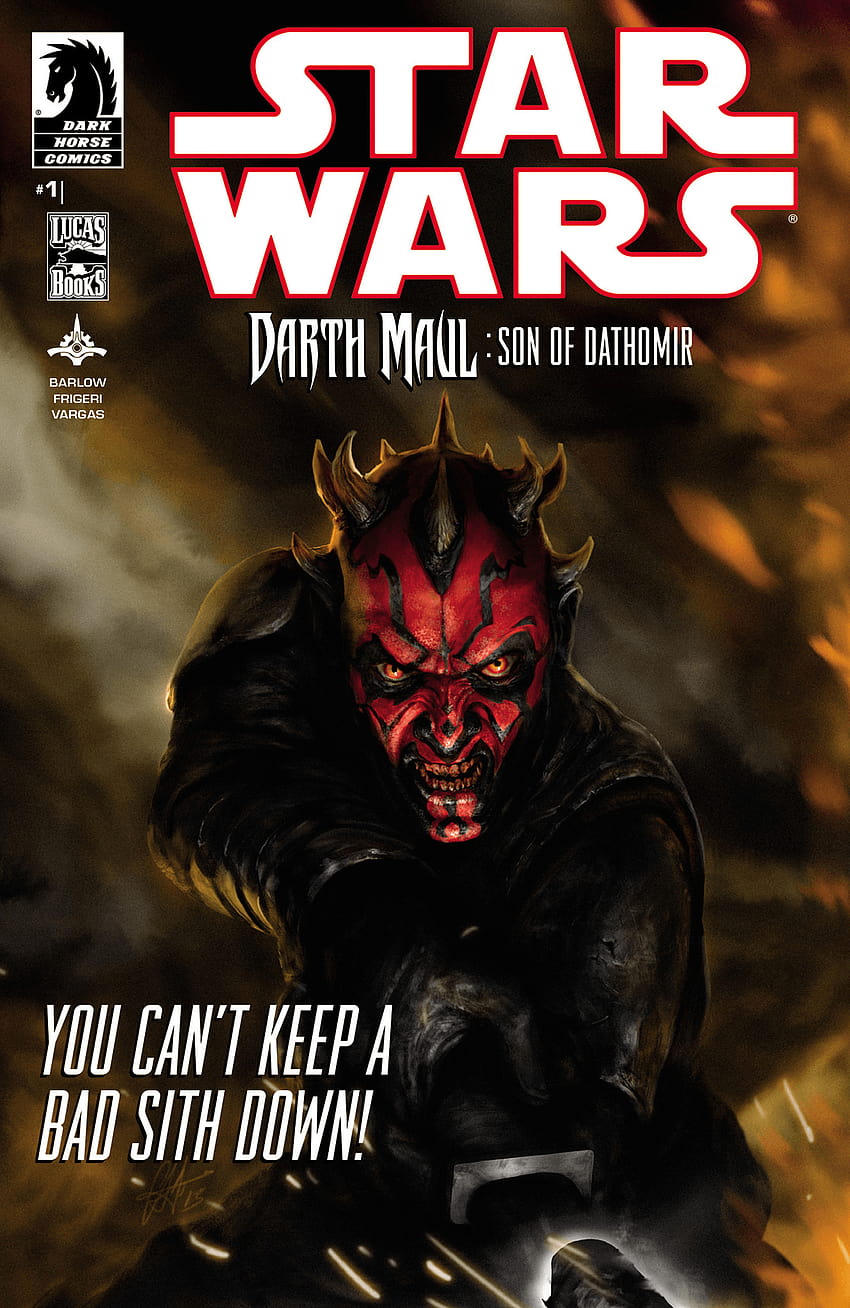 STAR
WARS
®
®
DARK
HORSE
COMICS
#1
LUCAS
BOOKS
BARLOW
FRIGERI
VARGAS
DARTH MAUL: SON OF DATHOMIR
YOU CAN'T KEEP A
BAD SITH DOWN!